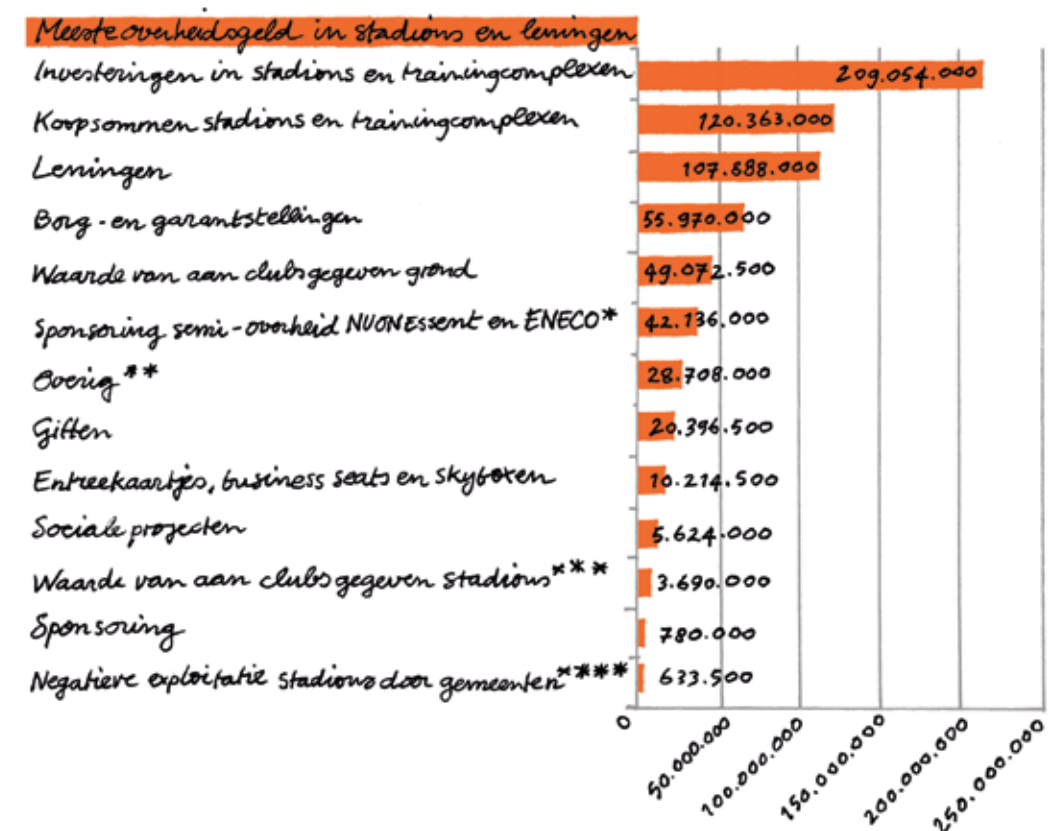 Meeste overheidsgeld in stadions en leningen
Investeringen in stadions en trainingcomplexen 209.054.000
Koopsommen stadions en trainingcomplexen 120.363.000
Leningen 107.688.000
Borg-en garantstellingen 55.970.000
Waarde van aan clubs gegeven grond 49.072.500
Sponsoring semi-overheid NUON Essent en ENECO* 42.136.000
Overig** 28.708.000
Giften 20.396.500
Entreekaartjes, business seats en skyboxen 10.214.500
Sociale projecten 5.624.000
Waarde van aan clubs gegeven stadions*** 3.690.000
Sponsoring 780.000
Negatieve exploitatie stadions door gemeenten**** 633.500
0 50.000.000 100.000.000 150.000.000 200.000.000 250.000.000